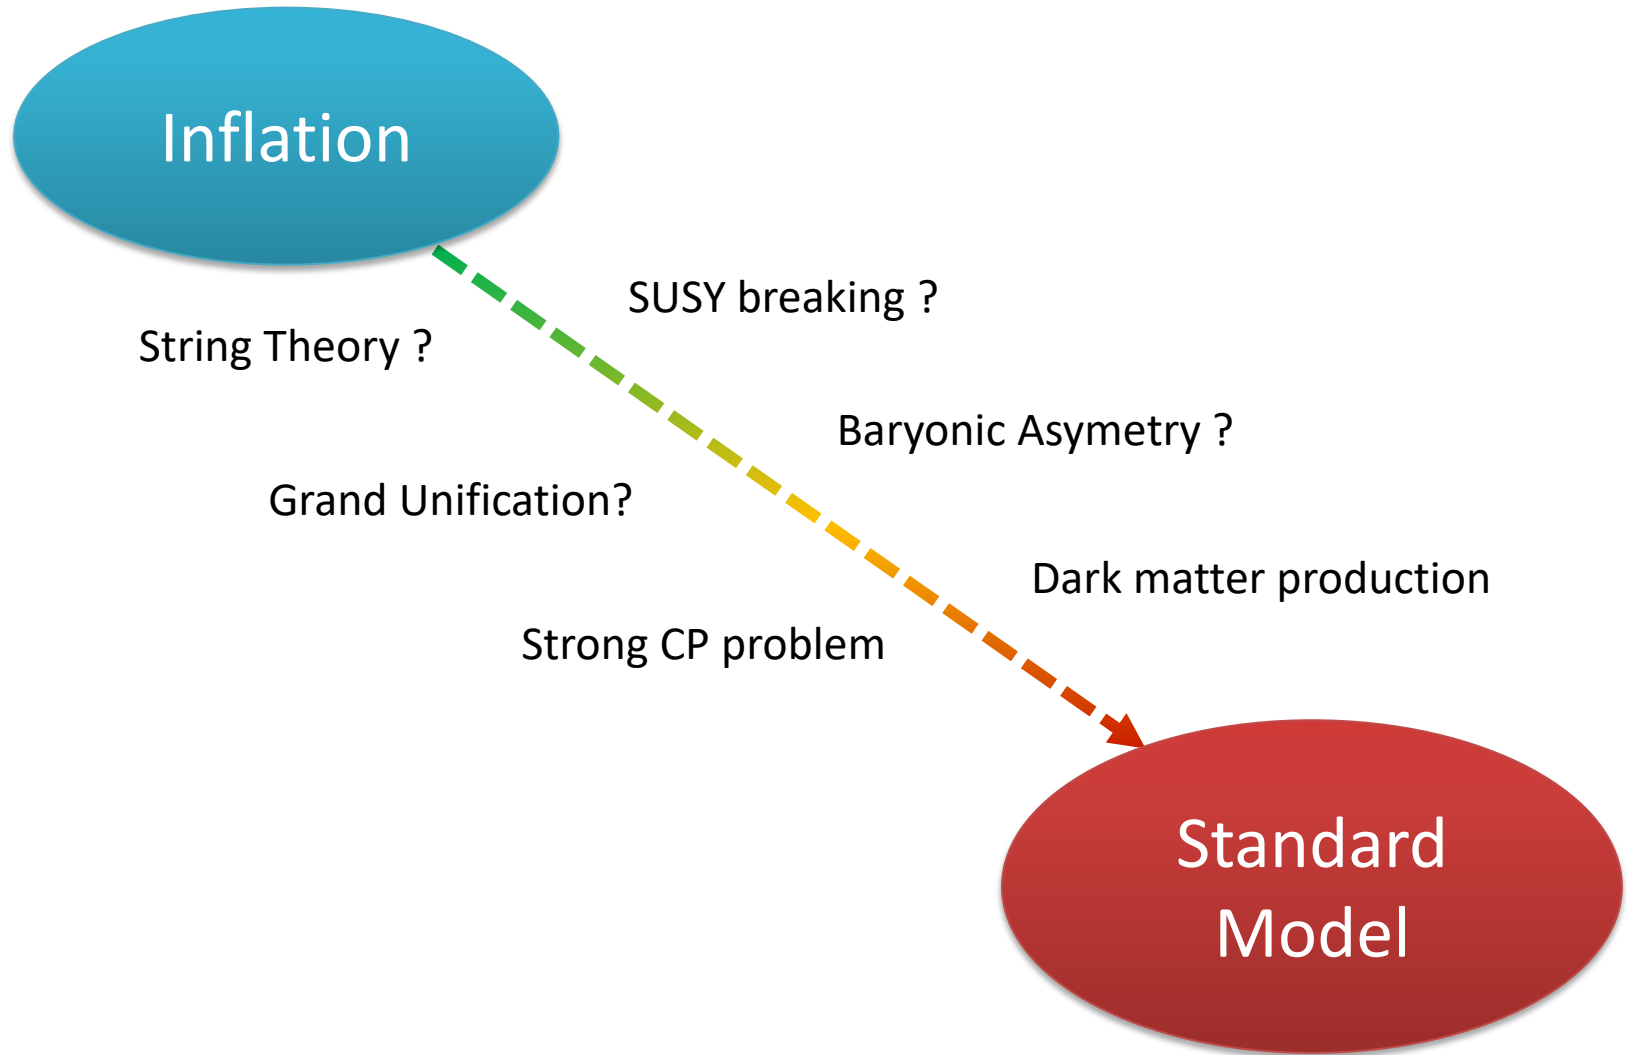 Inflation
SUSY breaking ?
String Theory ?
Baryonic Asymetry ?
Grand Unification?
Dark matter production
Strong CP problem
Standard
Model